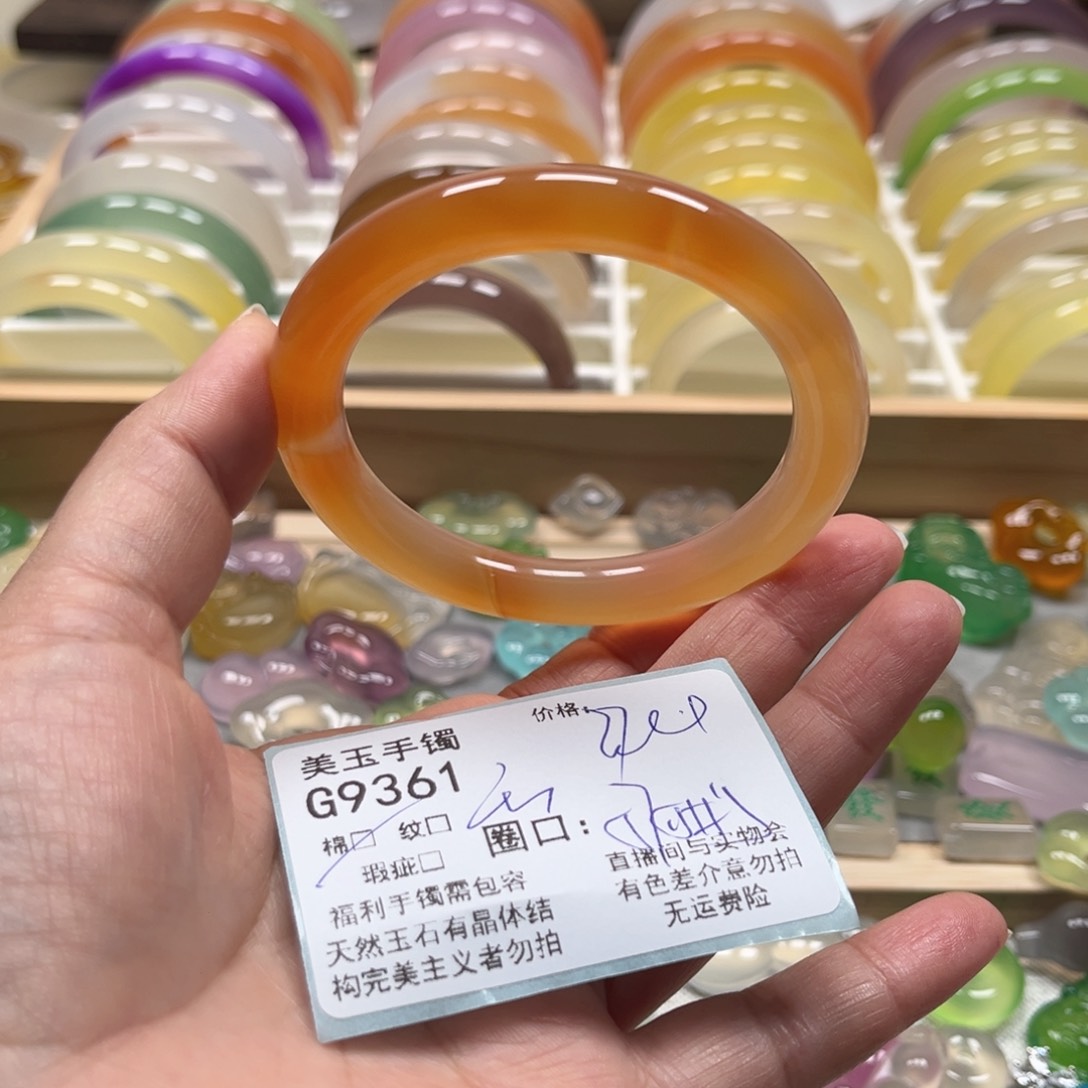 价格:
美玉手镯
G9361
棉□ 纹□
圈口:
瑕疵□
福利手镯需包容
天然玉石有晶体结
构完美主义者勿拍
直播间与实物会
有色差介意勿拍
无运费险
發